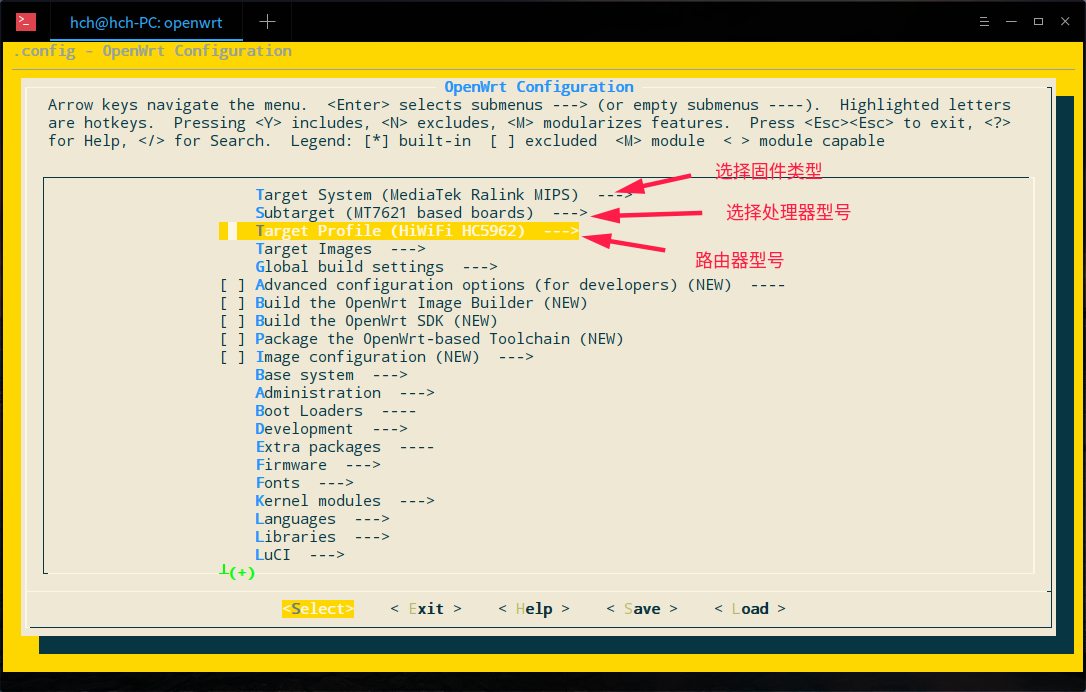 hch@hch-PC: openwrt
.config - OpenWrt Configuration
OpenWrt Configuration
Arrow keys navigate the menu.  <Enter> selects submenus ---> (or empty submenus ----).  Highlighted letters
are hotkeys.  Pressing <Y> includes, <N> excludes, <M> modularizes features.  Press <Esc><Esc> to exit, <?>
for Help, </> for Search.  Legend: [*] built-in  [ ] excluded  <M> module  < > module capable
选择固件类型
Target System (MediaTek Ralink MIPS)  --->
Subtarget (MT7621 based boards)  --->
选择处理器型号
Target Profile (HiWiFi HC5962)  --->
Target Images  --->
路由器型号
Global build settings  --->
[ ] Advanced configuration options (for developers) (NEW)  ----
[ ] Build the OpenWrt Image Builder (NEW)
[ ] Build the OpenWrt SDK (NEW)
[ ] Package the OpenWrt-based Toolchain (NEW)
[ ] Image configuration (NEW)  --->
Base system  --->
Administration  --->
Boot Loaders  ----
Development  --->
Extra packages  ----
Firmware  --->
Fonts  --->
Kernel modules  --->
Languages  --->
Libraries  --->
LuCI  --->
┴(+)
<Select>    < Exit >    < Help >    < Save >    < Load >